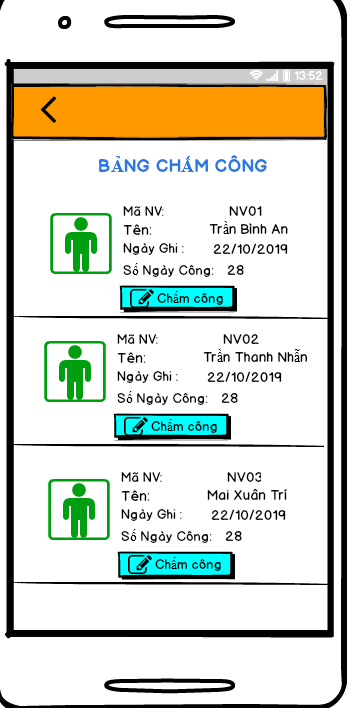 13:52
BẢNG CHẤM CÔNG
Mã NV: NV01
Tên: Trần Bình An
Ngày Ghi : 22/10/2019
Số Ngày Công: 28
Chấm công
Mã NV: NV02
Tên: Trần Thanh Nhẫn
Ngày Ghi : 22/10/2019
Số Ngày Công: 28
Chấm công
Mã NV: NV03
Tên: Mai Xuân Trí
Ngày Ghi : 22/10/2019
Số Ngày Công: 28
Chấm công